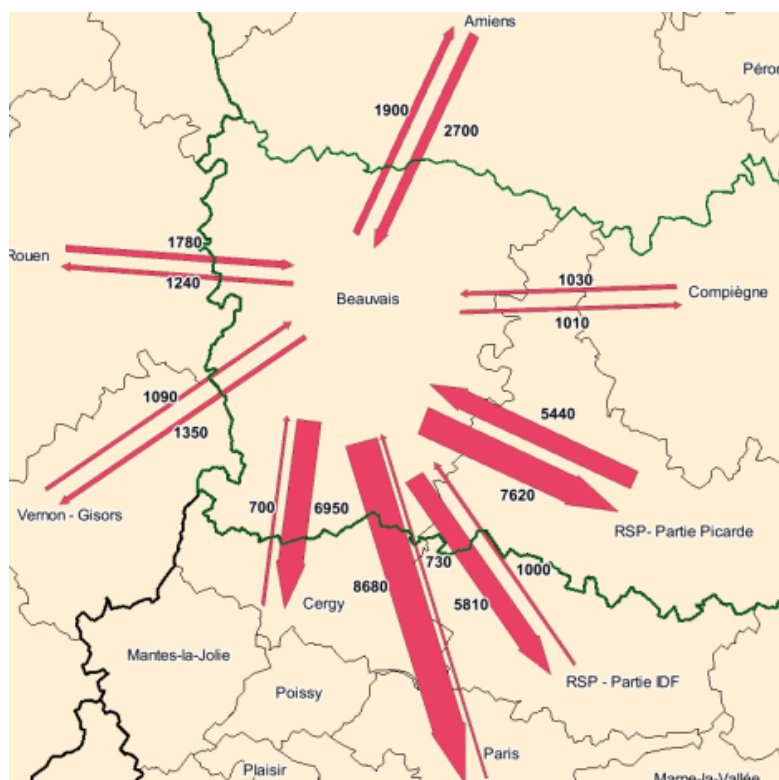 Amiens
Péron
1900
2700
1780
Rouen
1240
Beauvais
1030
Compiègne
1010
1090
1350
5440
7620
Vernon - Gisors
700
6950
RSP- Partie Picarde
8680
730
1000
5810
Cergy
Mantes-la-Jolie
RSP - Partie IDF
Poissy
Paris
Plaisir
Marne-la-Vallée